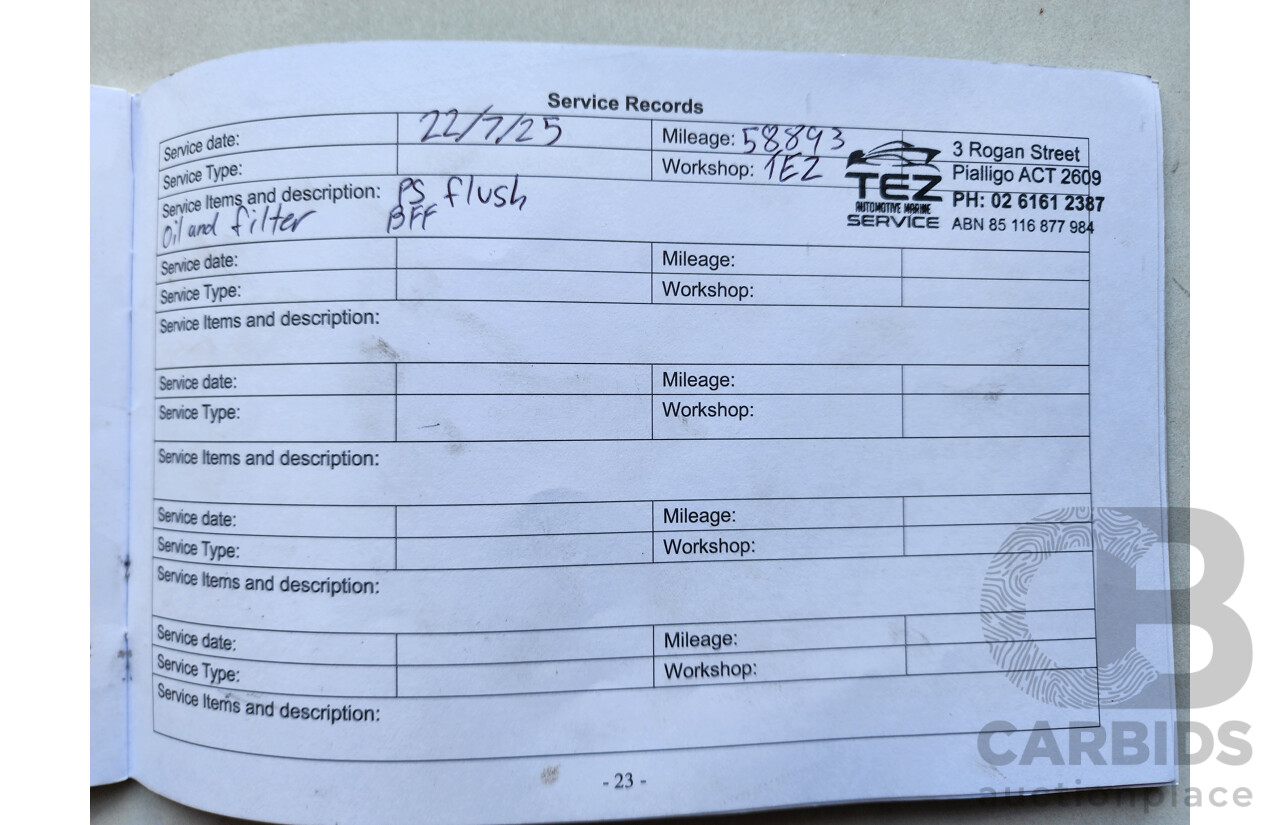 Service Records
Service date: 22/7/25 Mileage: 58893
Service Type: Workshop: TEZ
Service Items and description: PS flush
Oil and filter BFF
TEZ
AUTOMOTIVE MARINE
SERVICE
3 Rogan Street
Pialligo ACT 2609
PH: 02 6161 2387
ABN 85 116 877 984
Service date: Mileage:
Service Type: Workshop:
Service Items and description:
Service date: Mileage:
Service Type: Workshop:
Service Items and description:
Service date: Mileage:
Service Type: Workshop:
Service Items and description:
Service date: Mileage:
Service Type: Workshop:
Service Items and description:
- 23 -
CB
CARBIDS
auctionplace